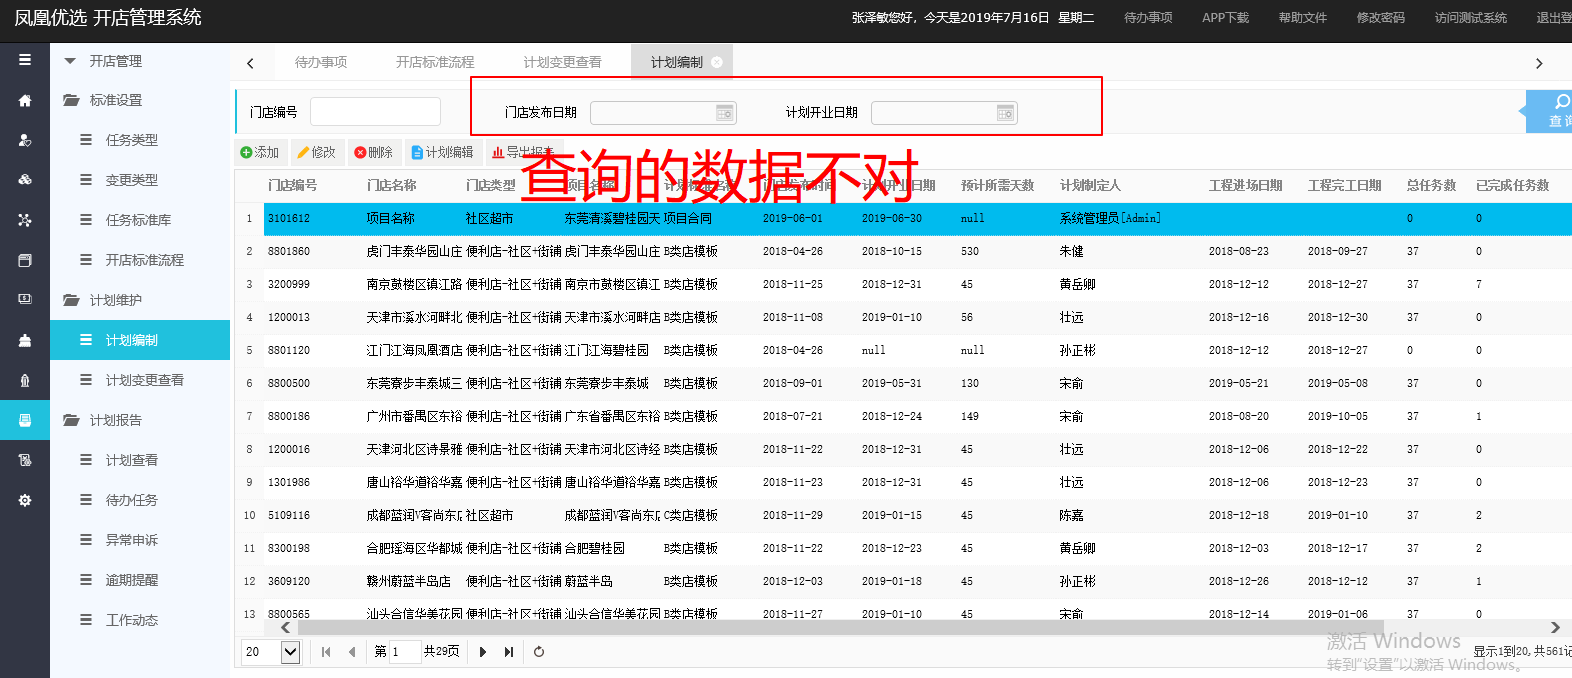 凤凰优选 开店管理系统
张泽敏您好，今天是2019年7月16日 星期二 待办事项 APP下载 帮助文件 修改密码 访问测试系统 退出登
开店管理
标准设置
任务类型
变更类型
任务标准库
开店标准流程
计划维护
计划编制
计划变更查看
计划报告
计划查看
待办任务
异常申诉
逾期提醒
工作动态
待办事项 开店标准流程 计划变更查看 计划编制
门店编号 门店发布日期 计划开业日期 查询
添加 修改 删除 计划编辑 导出报表
查询的数据不对
门店编号 门店名称 门店类型 项目名称 计划标准名称 门店发布时间 计划开业日期 预计所需天数 计划制定人 工程进场日期 工程完工日期 总任务数 已完成任务数
1 3101612 项目名称 社区超市 东莞清溪碧桂园天 项目合同 2019-06-01 2019-06-30 null 系统管理员[Admin] 0 0
2 8801860 虎门丰泰华园山庄 便利店-社区+街铺 虎门丰泰华园山庄 B类店模板 2018-04-26 2018-10-15 530 朱健 2018-08-23 2018-09-27 37 0
3 3200999 南京鼓楼区镇江路 便利店-社区+街铺 南京市鼓楼区镇江 B类店模板 2018-11-25 2018-12-31 45 黄岳卿 2018-12-12 2018-12-27 37 7
4 1200013 天津市溪水河畔北 便利店-社区+街铺 天津市溪水河畔店 B类店模板 2018-11-08 2019-01-10 56 壮远 2018-12-16 2018-12-30 37 0
5 8801120 江门江海凤凰酒店 便利店-社区+街铺 江门江海碧桂园 B类店模板 2018-04-26 null null 孙正彬 2018-12-12 2018-12-27 0 0
6 8800500 东莞寮步丰泰城三 便利店-社区+街铺 东莞寮步丰泰城 B类店模板 2018-09-01 2019-05-31 130 宋俞 2019-05-21 2019-05-08 37 0
7 8800186 广州市番禺区东裕 便利店-社区+街铺 广东省番禺区东裕 B类店模板 2018-07-21 2018-12-24 149 宋俞 2018-08-20 2019-10-05 37 1
8 1200016 天津河北区诗景雅 便利店-社区+街铺 天津市河北区诗经 B类店模板 2018-11-22 2018-12-31 45 壮远 2018-12-06 2018-12-22 37 0
9 1301986 唐山裕华道裕华嘉 便利店-社区+街铺 唐山裕华道裕华嘉 B类店模板 2018-11-23 2018-12-31 45 壮远 2018-12-06 2018-12-23 37 0
10 5109116 成都蓝润V客尚东店 社区超市 成都蓝润V客尚东店 C类店模板 2018-11-29 2019-01-15 45 陈嘉 2018-12-18 2019-01-10 37 2
11 8300198 合肥瑶海区华都城 便利店-社区+街铺 合肥碧桂园 B类店模板 2018-11-22 2018-12-23 45 黄岳卿 2018-12-03 2018-12-17 37 2
12 3609120 赣州蔚蓝半岛店 便利店-社区+街铺 蔚蓝半岛 B类店模板 2018-12-03 2019-01-18 45 孙正彬 2018-12-26 2018-12-12 37 1
13 8800565 汕头合信华美花园 便利店-社区+街铺 汕头合信华美花园 B类店模板 2018-11-27 2019-01-10 45 宋俞 2018-12-14 2019-01-06 37 0
20 第 1 共29页 显示1到20,共561记
激活 Windows
转到"设置"以激活 Windows。